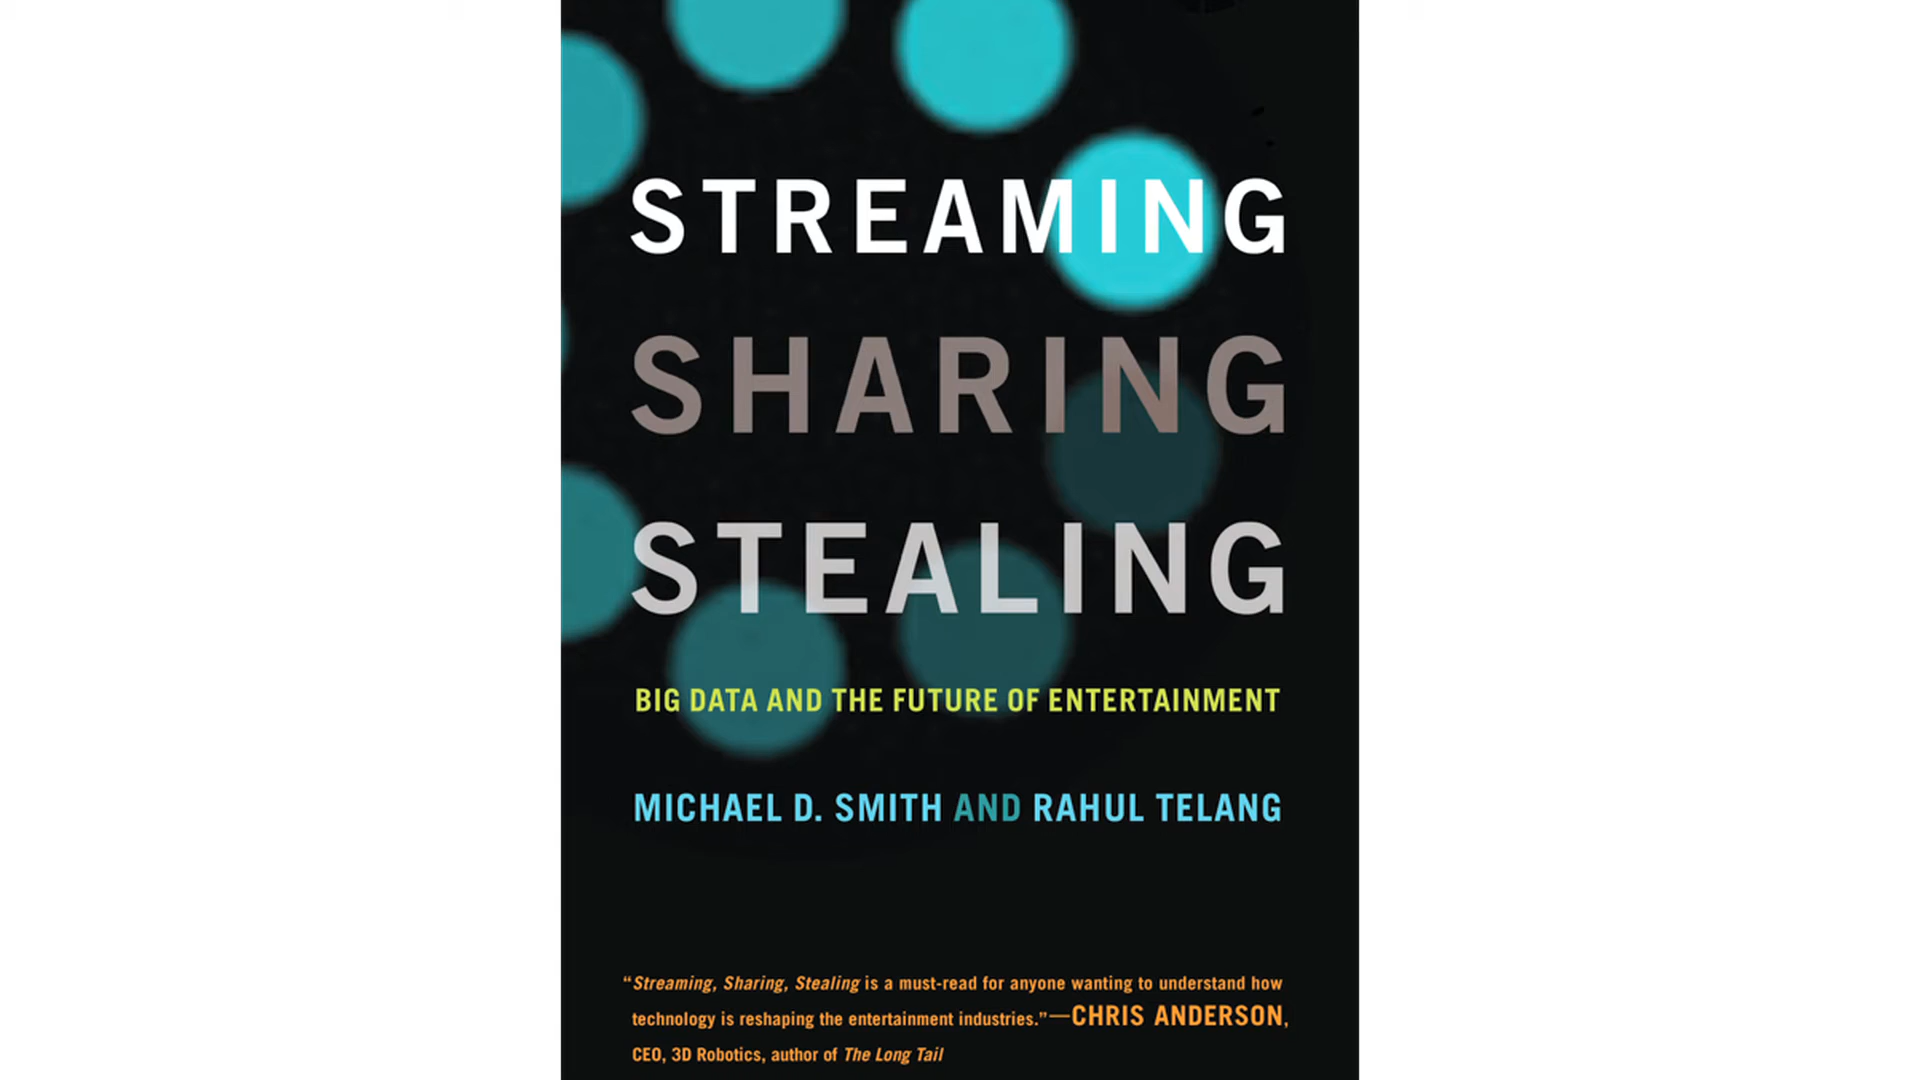 STREAMING
SHARING
STEALING
BIG DATA AND THE FUTURE OF ENTERTAINMENT
MICHAEL D. SMITH AND RAHUL TELANG
“Streaming, Sharing, Stealing is a must-read for anyone wanting to understand how
technology is reshaping the entertainment industries.”—CHRIS ANDERSON,
CEO, 3D Robotics, author of The Long Tail